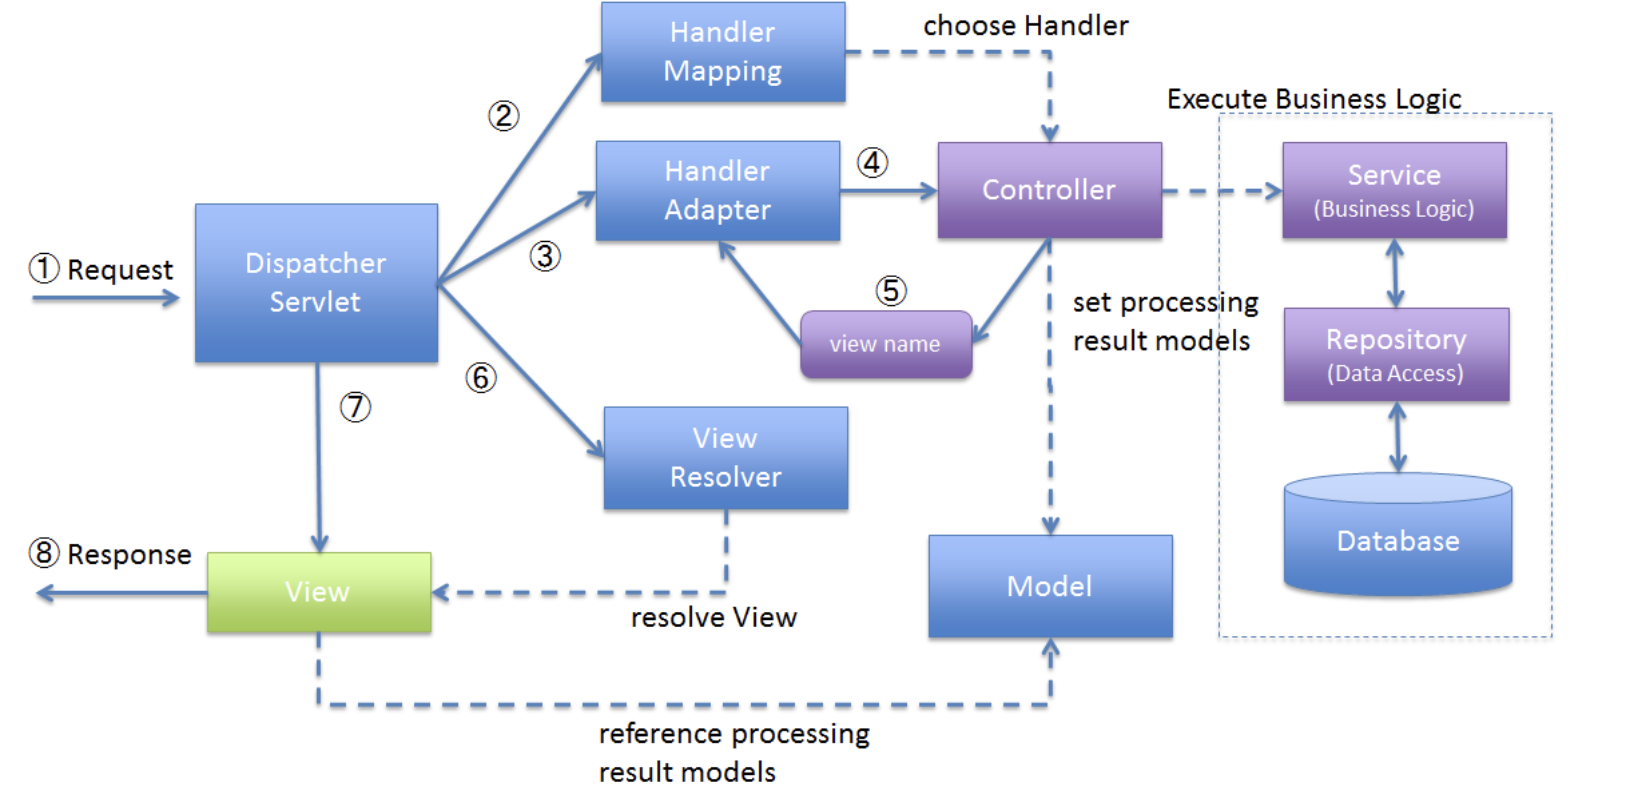 Handler
Mapping
choose Handler
②
Execute Business Logic
Handler
Adapter
④
Controller
Service
(Business Logic)
① Request
Dispatcher
Servlet
③
⑤
view name
set processing
result models
Repository
(Data Access)
⑥
⑦
View
Resolver
Database
⑧ Response
View
resolve View
Model
reference processing
result models